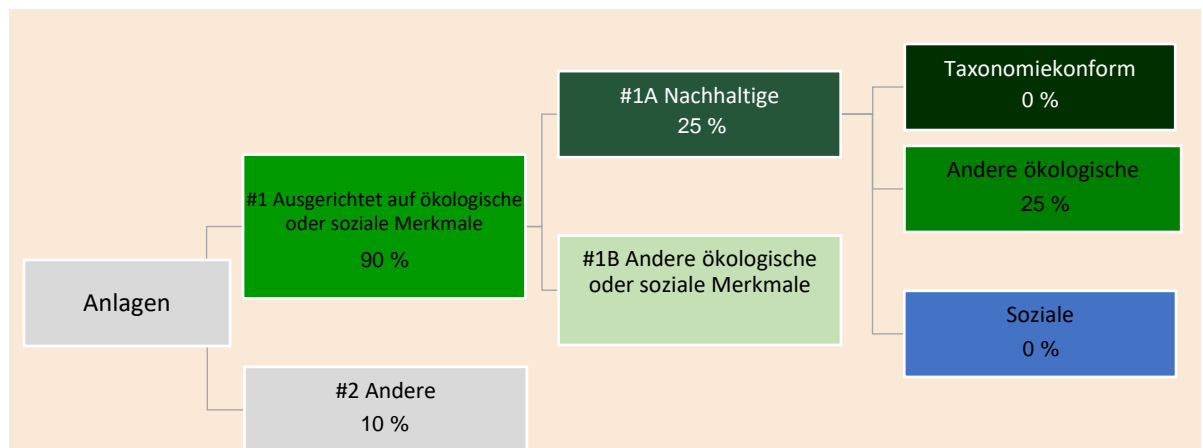 Anlagen
#1 Ausgerichtet auf ökologische
oder soziale Merkmale
90 %
#2 Andere
10 %
#1A Nachhaltige
25 %
#1B Andere ökologische
oder soziale Merkmale
Taxonomiekonform
0 %
Andere ökologische
25 %
Soziale
0 %